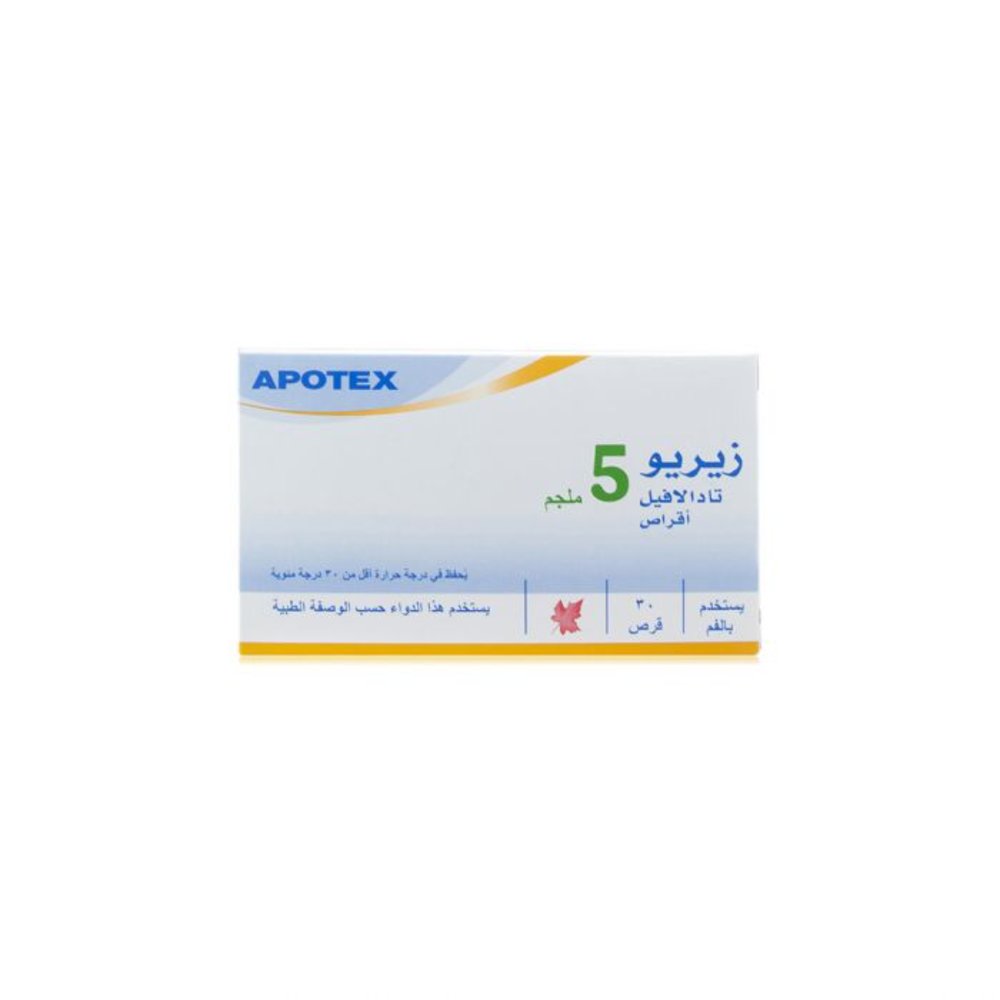 APOTEX
زيريو 5 ملجم
تادالافيل
أقراص
يُحفظ في درجة حرارة أقل من ٣٠ درجة مئوية
يستخدم بالفم
٣٠ قرص
يستخدم هذا الدواء حسب الوصفة الطبية